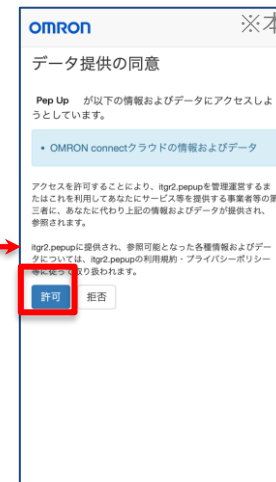 OMRON
※本
データ提供の同意
Pep Up が以下の情報およびデータにアクセスしよ
うとしています。
• OMRON connectクラウドの情報およびデータ
アクセスを許可することにより、itgr2.pepupを管理運営するま
たはこれを利用してあなたにサービス等を提供する事業者等の第
三者に、あなたに代わり上記の情報およびデータが提供され、
参照されます。
itgr2.pepupに提供され、参照可能となった各種情報およびデー
タについては、itgr2.pepupの利用規約・プライバシーポリシー
等に従って取り扱われます。
許可 拒否